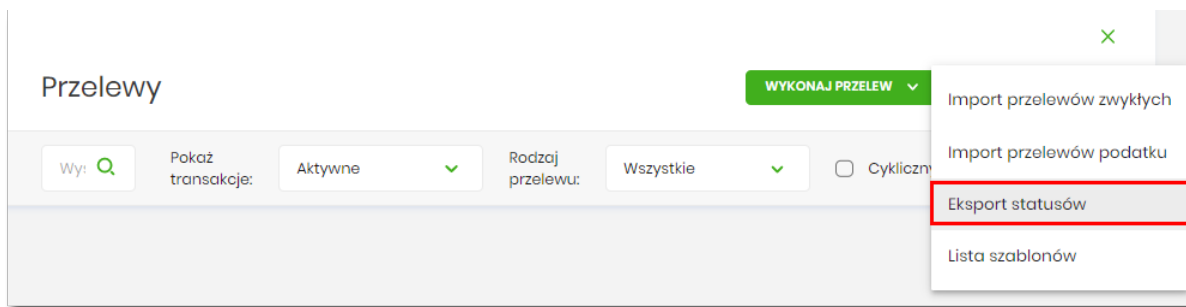 Przelewy
WYKONAJ PRZELEW
Import przelewów zwykłych
Import przelewów podatku
Eksport statusów
Lista szablonów
Pokaż
transakcje:
Aktywne
Rodzaj
przelewu:
Wszystkie